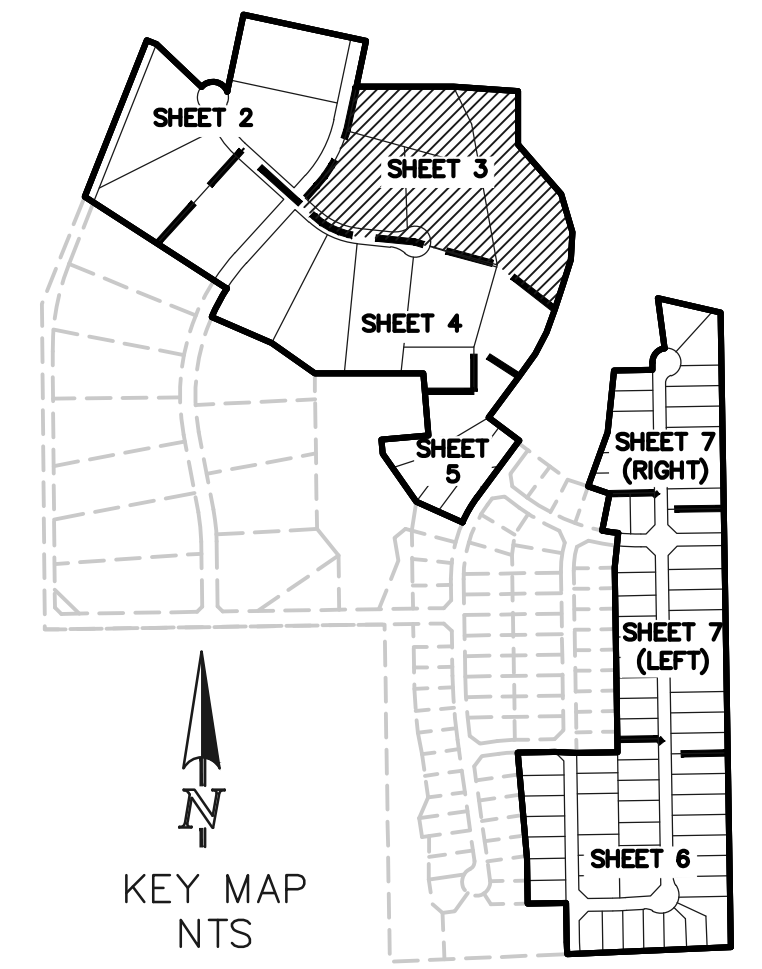 SHEET 2
SHEET 3
SHEET 4
SHEET
5
SHEET 7
(RIGHT)
SHEET 7
(LEFT)
SHEET 6
N
KEY MAP
NTS